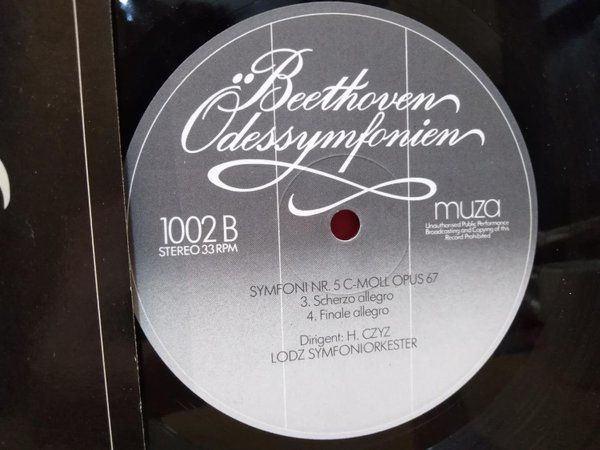 Beethoven
Ödessymfonien
1002 B
STEREO 33 RPM
muza
Unauthorised Public Performance
Broadcasting and Copying of this
Record Prohibited
SYMFONI NR. 5 C-MOLL OPUS 67
3. Scherzo allegro
4. Finale allegro
Dirigent: H. CZYZ
LODZ SYMFONIORKESTER